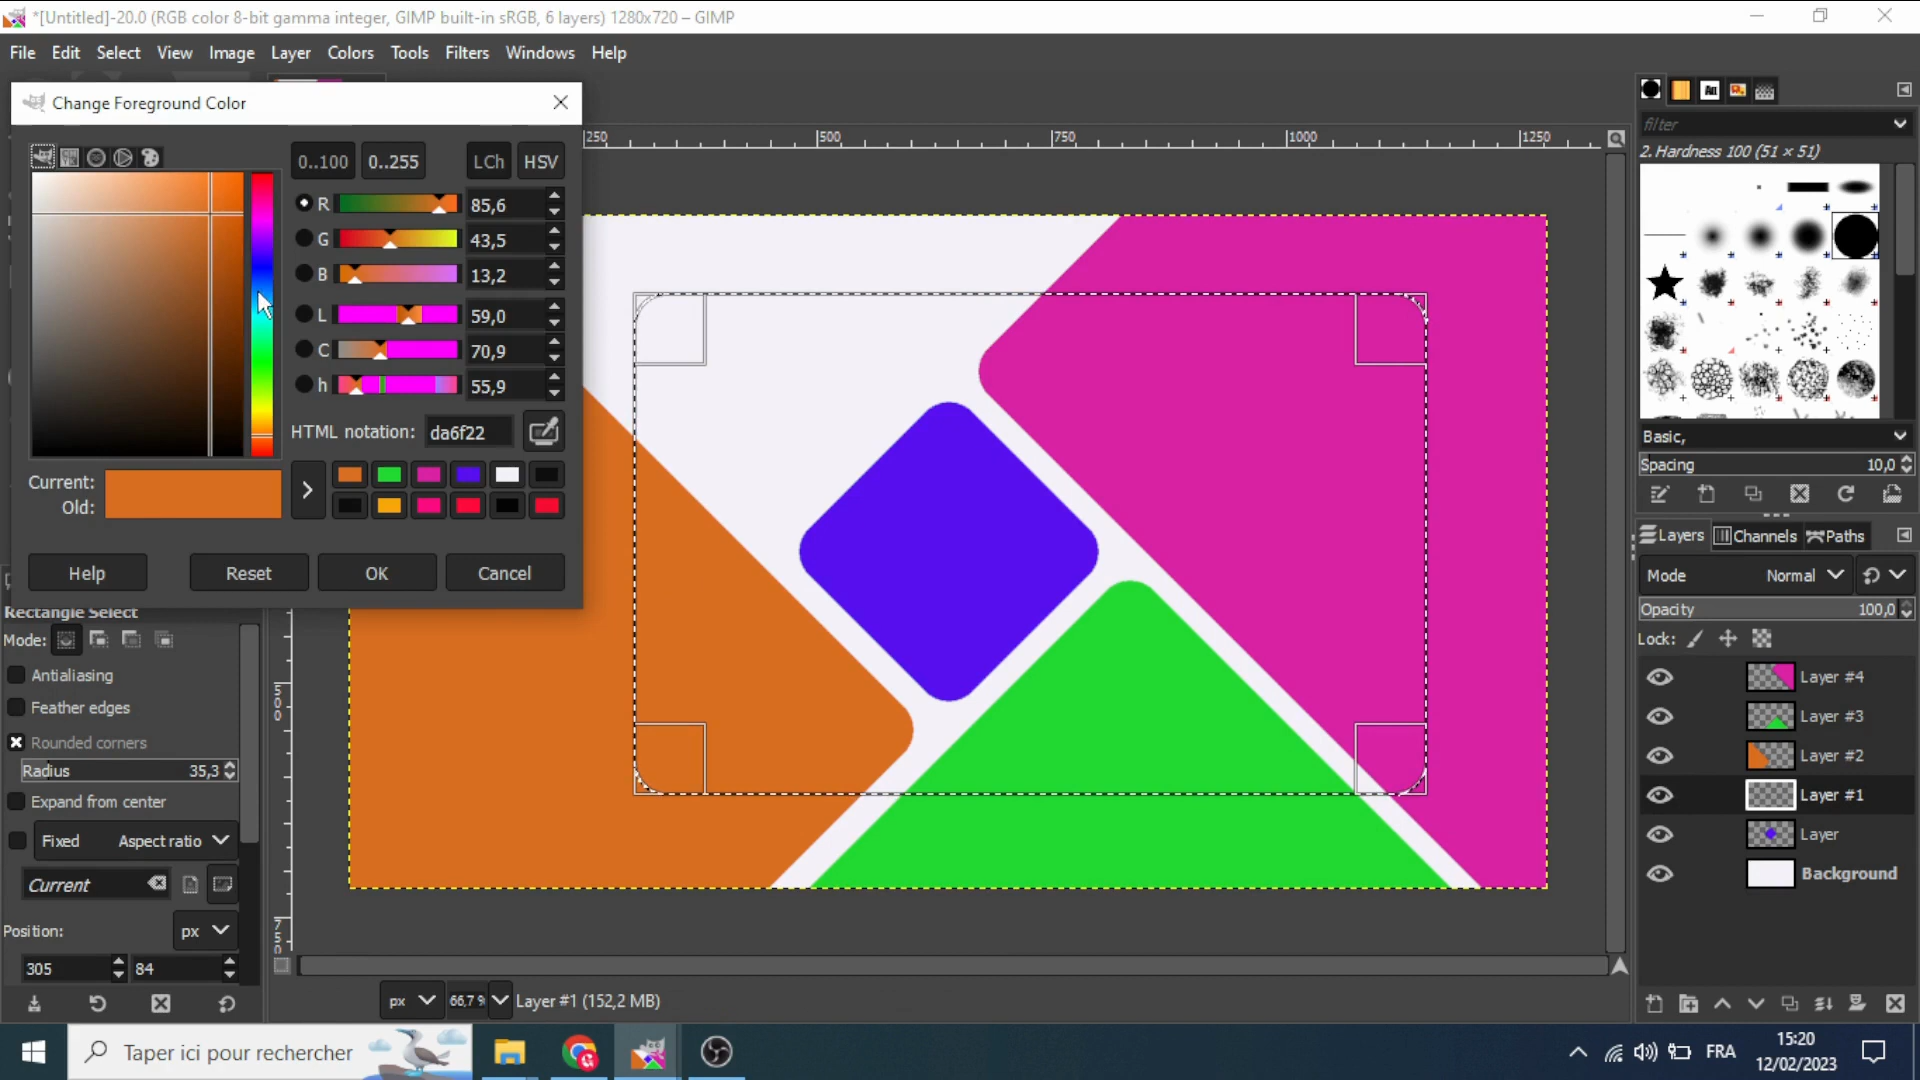 *[Untitled]-20.0 (RGB color 8-bit gamma integer, GIMP built-in sRGB, 6 layers) 1280x720 – GIMP
File Edit Select View Image Layer Colors Tools Filters Windows Help
Change Foreground Color
0..100 0..255 LCh HSV
R 85,6
G 43,5
B 13,2
L 59,0
C 70,9
h 55,9
HTML notation: da6f22
Current:
Old:
Help Reset OK Cancel
Rectangle Select
Mode:
Antialiasing
Feather edges
Rounded corners
Radius 35,3
Expand from center
Fixed Aspect ratio
Current
Position: px
305 84
250 500 750 1000 1250
500
750
px 66,7 % Layer #1 (152,2 MB)
filter
2. Hardness 100 (51 × 51)
Basic,
Spacing 10,0
Layers Channels Paths
Mode Normal
Opacity 100,0
Lock:
Layer #4
Layer #3
Layer #2
Layer #1
Layer
Background
Taper ici pour rechercher
FRA
15:20
12/02/2023